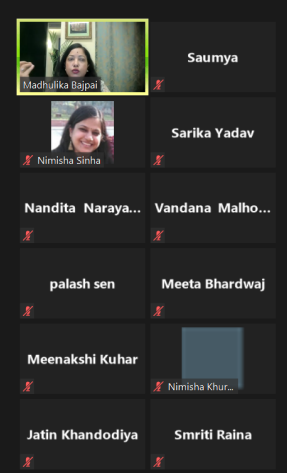 Madhulika Bajpai
Saumya
Nimisha Sinha
Sarika Yadav
Nandita Naraya...
Vandana Malho...
palash sen
Meeta Bhardwaj
Meenakshi Kuhar
Nimisha Khur...
Jatin Khandodiya
Smriti Raina